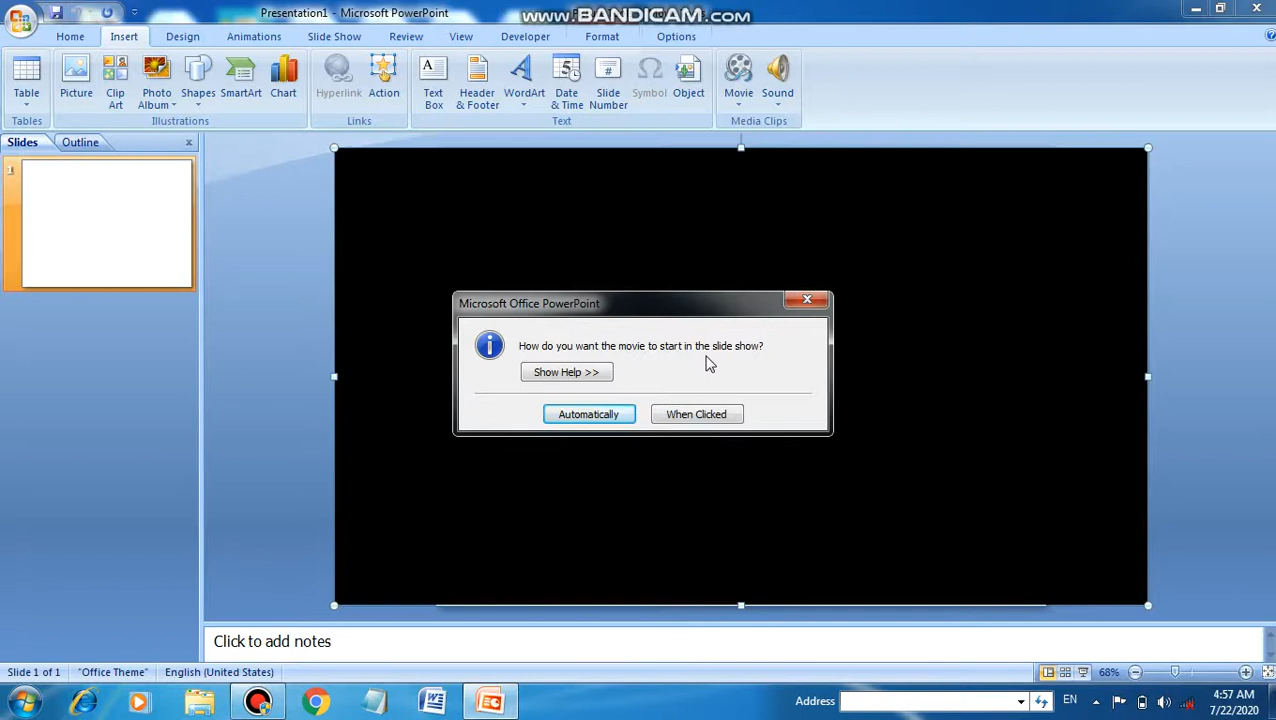 Presentation1 - Microsoft PowerPoint
www.BANDICAM.com
Home Insert Design Animations Slide Show Review View Developer Format Options
Table Picture Clip Art Photo Album Shapes SmartArt Chart Hyperlink Action Text Box Header & Footer WordArt Date & Time Slide Number Symbol Object Movie Sound
Tables Illustrations Links Text Media Clips
Slides Outline
1
Microsoft Office PowerPoint
How do you want the movie to start in the slide show?
Show Help >>
Automatically When Clicked
Click to add notes
Slide 1 of 1 "Office Theme" English (United States) 68%
Address EN 4:57 AM
7/22/2020